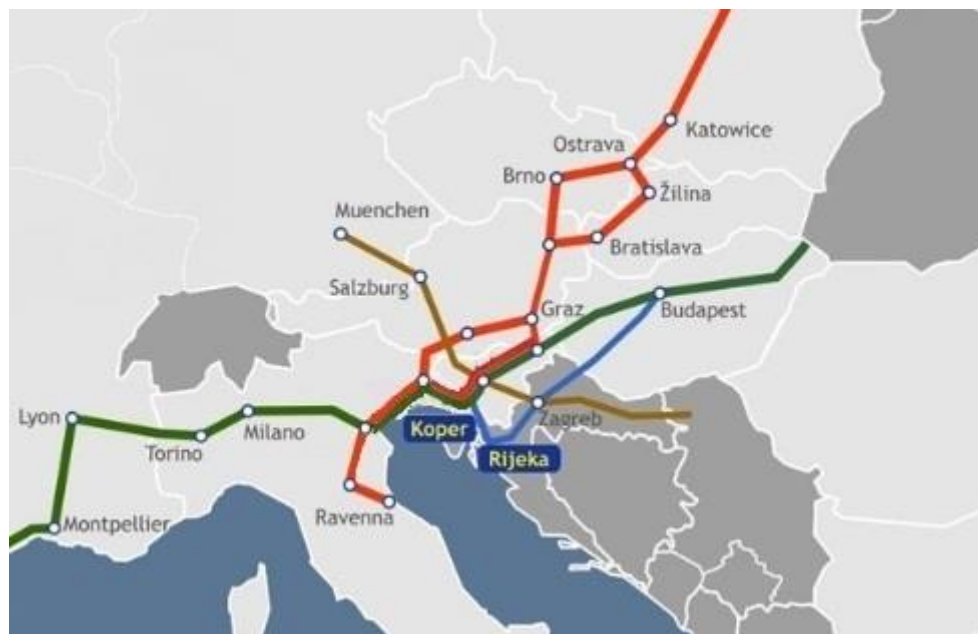 Katowice
Ostrava
Brno
Žilina
Muenchen
Bratislava
Salzburg
Graz
Budapest
Lyon
Milano
Koper
Zagreb
Torino
Rijeka
Ravenna
Montpellier